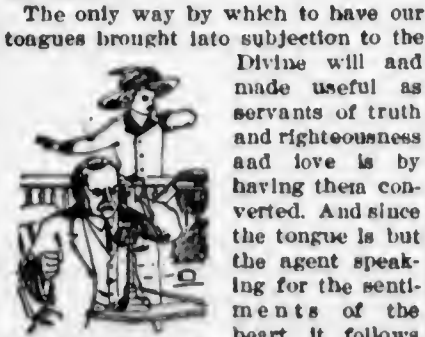 The only way by which to have our
tongues brought into subjection to the
Divine will and
made useful as
servants of truth
and righteousness
and love is by
having them con-
verted. And since
the tongue is but
the agent speak-
ing for the senti-
ments of the
heart it follows